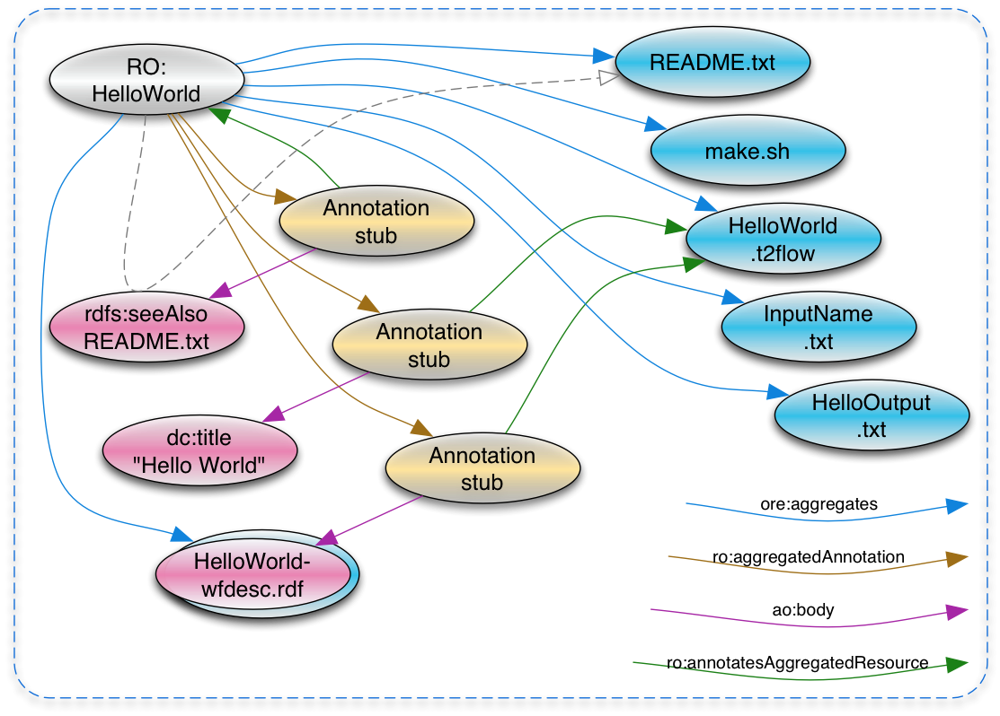 RO:
HelloWorld
README.txt
make.sh
Annotation
stub
HelloWorld
.t2flow
rdfs:seeAlso
README.txt
Annotation
stub
InputName
.txt
HelloOutput
.txt
dc:title
"Hello World"
Annotation
stub
HelloWorld-
wfdesc.rdf
ore:aggregates
ro:aggregatedAnnotation
ao:body
ro:annotatesAggregatedResource